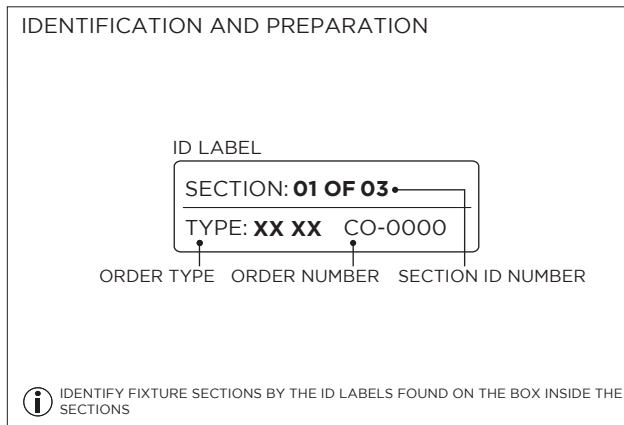 IDENTIFICATION AND PREPARATION
ID LABEL
SECTION: 01 OF 03
TYPE: XX XX CO-0000
ORDER TYPE ORDER NUMBER SECTION ID NUMBER
IDENTIFY FIXTURE SECTIONS BY THE ID LABELS FOUND ON THE BOX INSIDE THE
SECTIONS